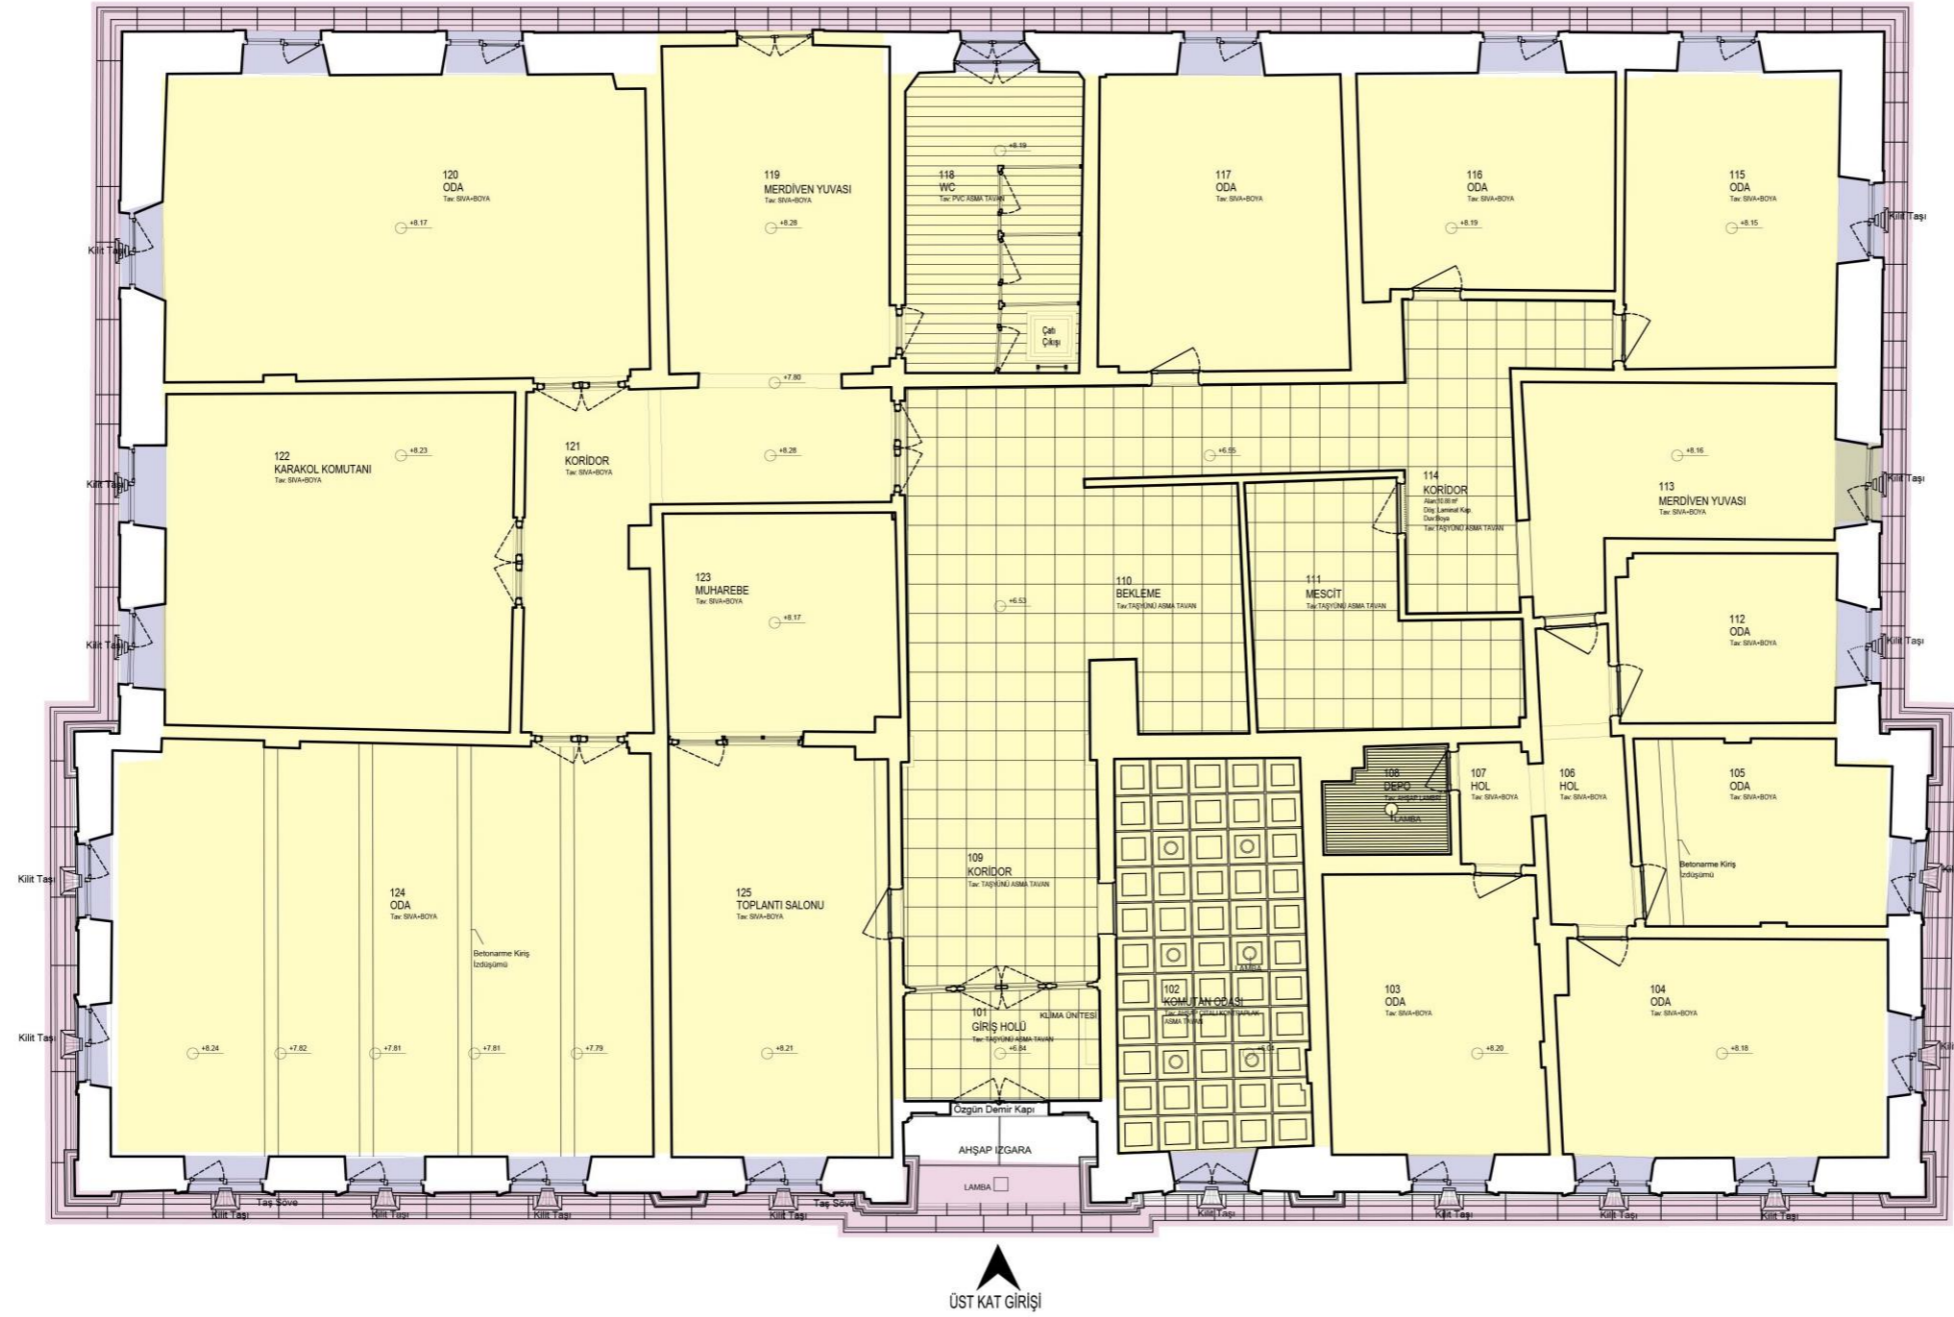 120
ODA
Tav: SIVA+BOYA
+8.17
119
MERDİVEN YUVASI
Tav: SIVA+BOYA
+8.28
+8.19
118
WC
Tav: PVC ASMA TAVAN
Çatı
Çıkışı
117
ODA
Tav: SIVA+BOYA
116
ODA
Tav: SIVA+BOYA
+8.19
115
ODA
Tav: SIVA+BOYA
+8.15
Kilit Taşı
Kilit Taşı
+7.80
122
KARAKOL KOMUTANI
Tav: SIVA+BOYA
+8.23
121
KORİDOR
Tav: SIVA+BOYA
+8.28
+6.55
114
KORİDOR
Döş: Laminat Kap.
Duv:Boya
Tav: TAŞYÜNÜ ASMA TAVAN
+8.16
113
MERDİVEN YUVASI
Tav: SIVA+BOYA
Kilit Taşı
Kilit Taşı
123
MUHAREBE
Tav: SIVA+BOYA
+8.17
+6.53
110
BEKLEME
Tav:TAŞYÜNÜ ASMA TAVAN
111
MESCİT
Tav:TAŞYÜNÜ ASMA TAVAN
112
ODA
Tav: SIVA+BOYA
Kilit Taşı
Kilit Taşı
108
DEPO
Tav: AHŞAP LAMBRİ
LAMBA
107
HOL
Tav: SIVA+BOYA
106
HOL
Tav: SIVA+BOYA
105
ODA
Tav: SIVA+BOYA
Betonarme Kiriş
İzdüşümü
Kilit Taşı
124
ODA
Tav: SIVA+BOYA
Betonarme Kiriş
İzdüşümü
125
TOPLANTI SALONU
Tav: SIVA+BOYA
109
KORİDOR
Tav: TAŞYÜNÜ ASMA TAVAN
LAMBA
102
KOMUTAN ODASI
ASMA TAVAN
103
ODA
Tav: SIVA+BOYA
104
ODA
Tav: SIVA+BOYA
101
GİRİŞ HOLÜ
Tav: TAŞYÜNÜ ASMA TAVAN
KLİMA ÜNİTESİ
Kilit Taşı
+8.24
+7.82
+7.81
+7.81
+7.79
+8.21
+6.84
+8.20
+8.18
Özgün Demir Kapı
AHŞAP IZGARA
LAMBA
Taş Söve
Taş Söve
Kilit Taşı
Kilit Taşı
Kilit Taşı
Kilit Taşı
Kilit Taşı
Kilit Taşı
Kilit Taşı
Kilit Taşı
ÜST KAT GİRİŞİ